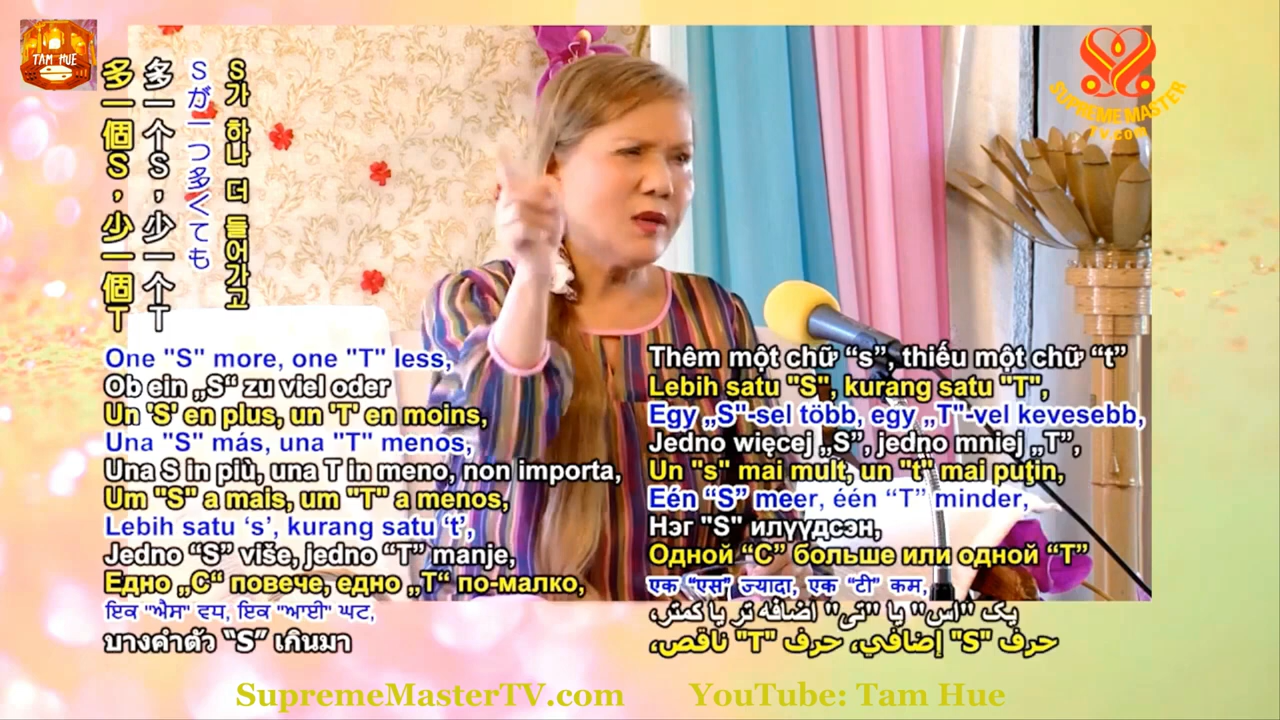 TAM HUE
SUPREME MASTER
TV.COM
多一個S，少一個T
多一个S，少一个T
Sが一つ多くても
S가 하나 더 들어가고
One "S" more, one "T" less,
Ob ein „S“ zu viel oder
Un 'S' en plus, un 'T' en moins,
Una "S" más, una "T" menos,
Una S in più, una T in meno, non importa,
Um "S" a mais, um "T" a menos,
Lebih satu ‘s’, kurang satu ‘t’,
Jedno “S” više, jedno “T” manje,
Едно „С“ повече, едно „Т“ по-малко,
ਇਕ "ਐਸ" ਵਧ, ਇਕ "ਆਈ" ਘਟ,
บางคำตัว “S” เกินมา
Thêm một chữ “s”, thiếu một chữ “t”
Lebih satu "S", kurang satu "T",
Egy „S"-sel több, egy „T"-vel kevesebb,
Jedno więcej „S”, jedno mniej „T”,
Un "s" mai mult, un "t" mai puţin,
Eén “S” meer, één “T” minder,
Нэг "S" илүүдсэн,
Одной “С” больше или одной “Т”
एक “एस” ज्यादा, एक “टी” कम,
یک "اس" یا "تی" اضافه تر یا کمتر،
حرف "S" إضافي، حرف "T" ناقص،
SupremeMasterTV.com
YouTube: Tam Hue